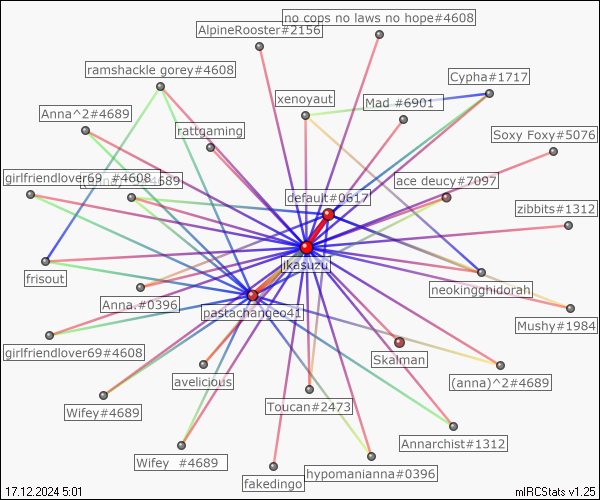 no cops no laws no hope#4608
AlpineRooster#2156
ramshackle gorey#4608
Cypha#1717
xenoyaut
Mad #6901
Anna^2#4689
rattgaming
Soxy Foxy#5076
girlfriendlover69 #4608
#4689
ace deucy#7097
default#0617
zibbits#1312
ikasuzu
frisout
neokingghidorah
Anna.#0396
pastachangeo41
Mushy#1984
girlfriendlover69#4608
Skalman
avelicious
(anna)^2#4689
Toucan#2473
Wifey#4689
Annarchist#1312
Wifey #4689
hypomanianna#0396
fakedingo
17.12.2024 5:01
mIRCStats v1.25